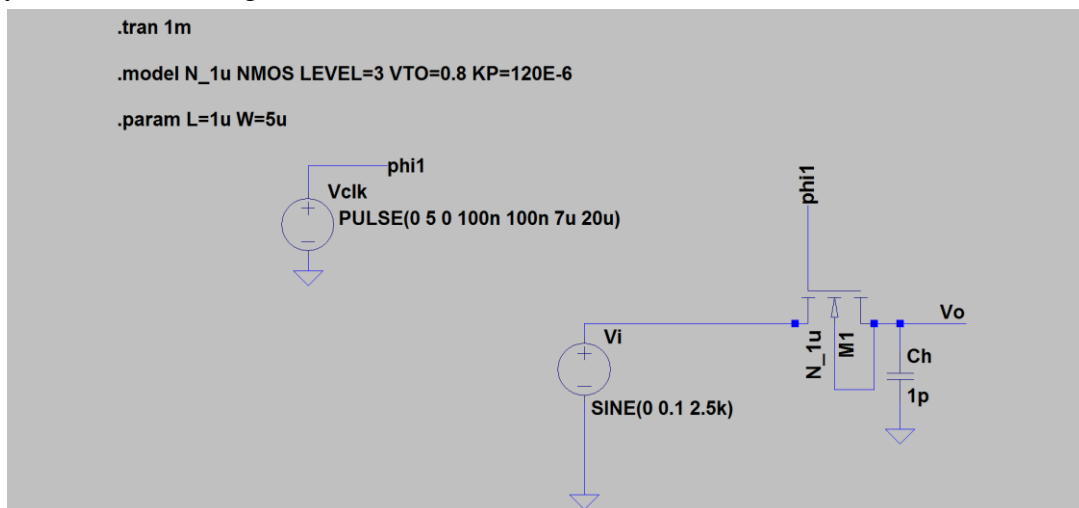 .tran 1m
.model N_1u NMOS LEVEL=3 VTO=0.8 KP=120E-6
.param L=1u W=5u
phi1
Vclk
PULSE(0 5 0 100n 100n 7u 20u)
phi1
Vo
N_1u
M1
Vi
Ch
1p
SINE(0 0.1 2.5k)